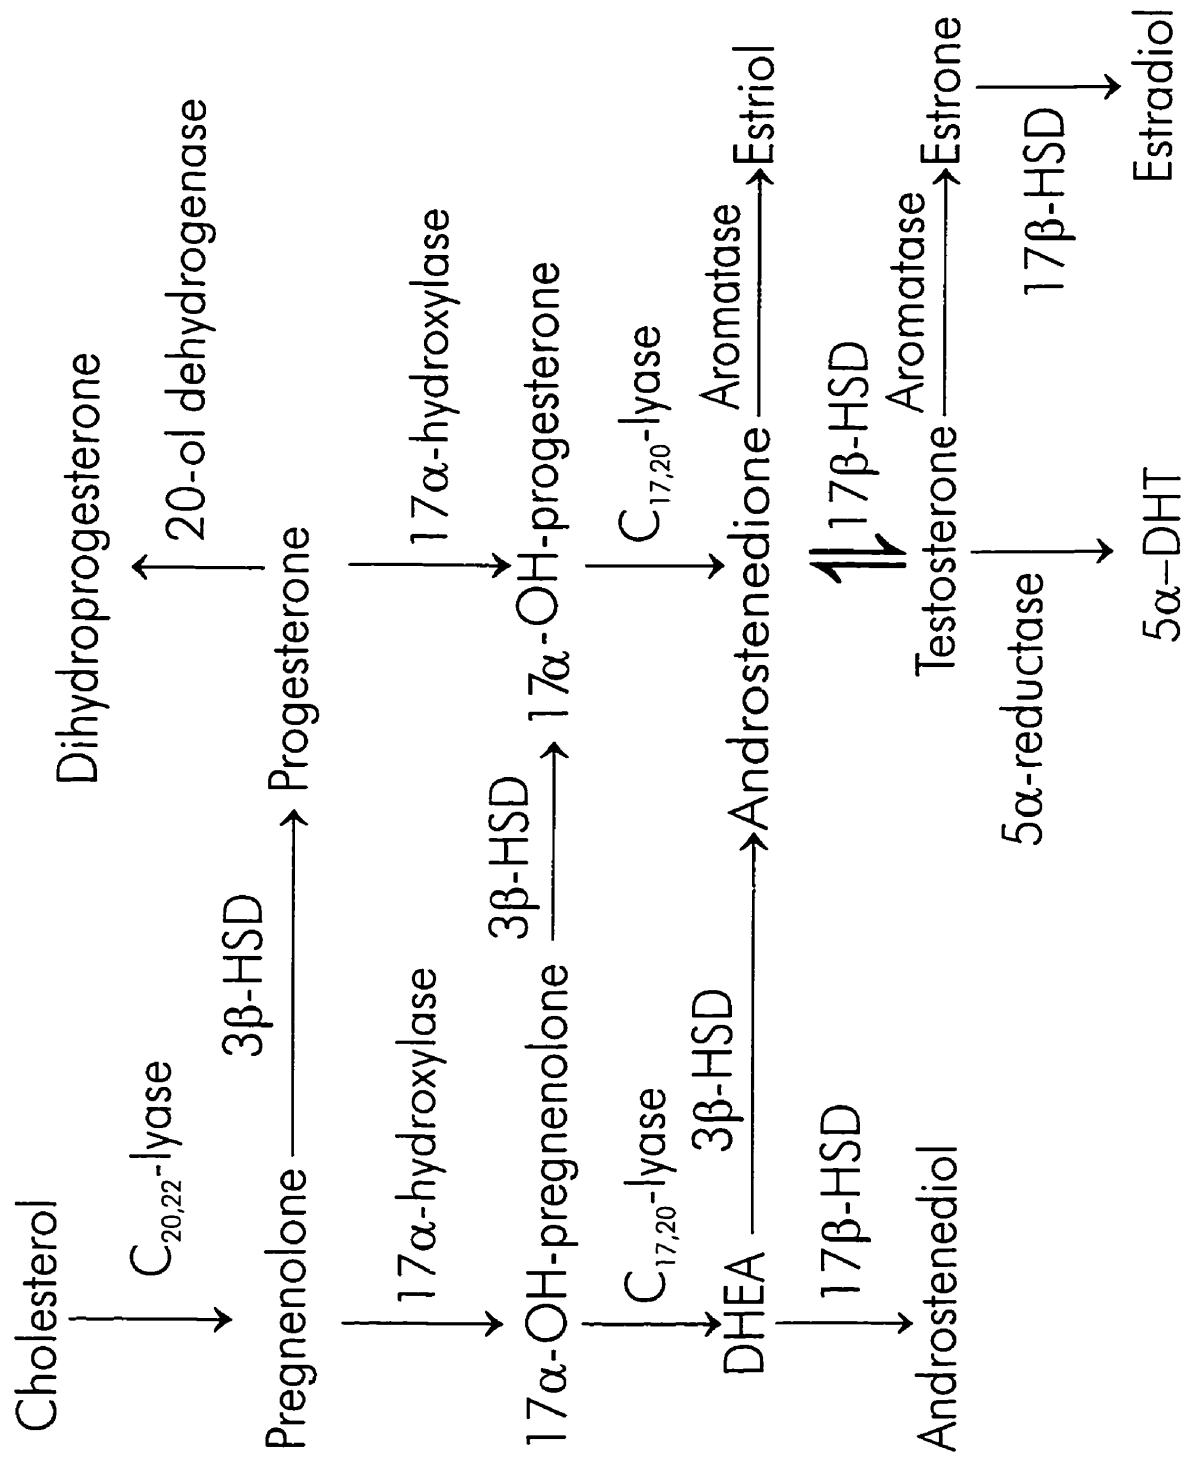 Dihydroprogesterone
20-ol dehydrogenase
Cholesterol
C20,22-lyase
3β-HSD
Pregnenolone
Progesterone
17α-hydroxylase
17α-hydroxylase
3β-HSD
17α-OH-pregnenolone
17α-OH-progesterone
C17,20-lyase
C17,20-lyase
3β-HSD
Aromatase
DHEA
Androstenedione
Estriol
17β-HSD
17β-HSD
Aromatase
Androstenediol
Testosterone
Estrone
5α-reductase
17β-HSD
5α–DHT
Estradiol